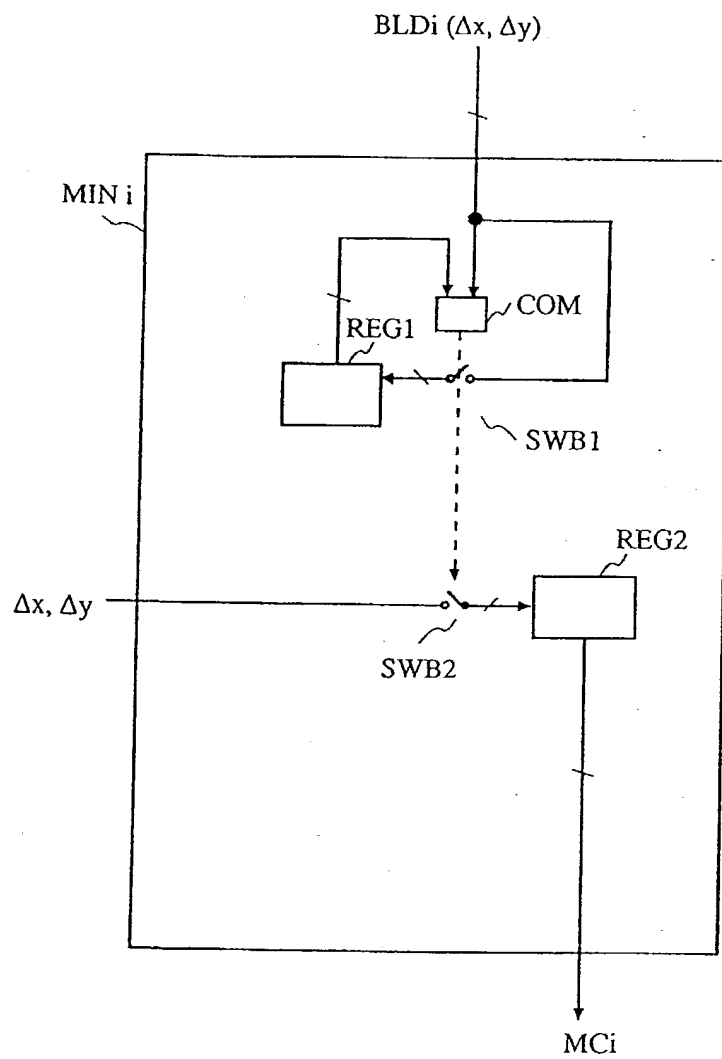 BLDi (Δx, Δy)
MIN i
COM
REG1
SWB1
REG2
Δx, Δy
SWB2
MCi